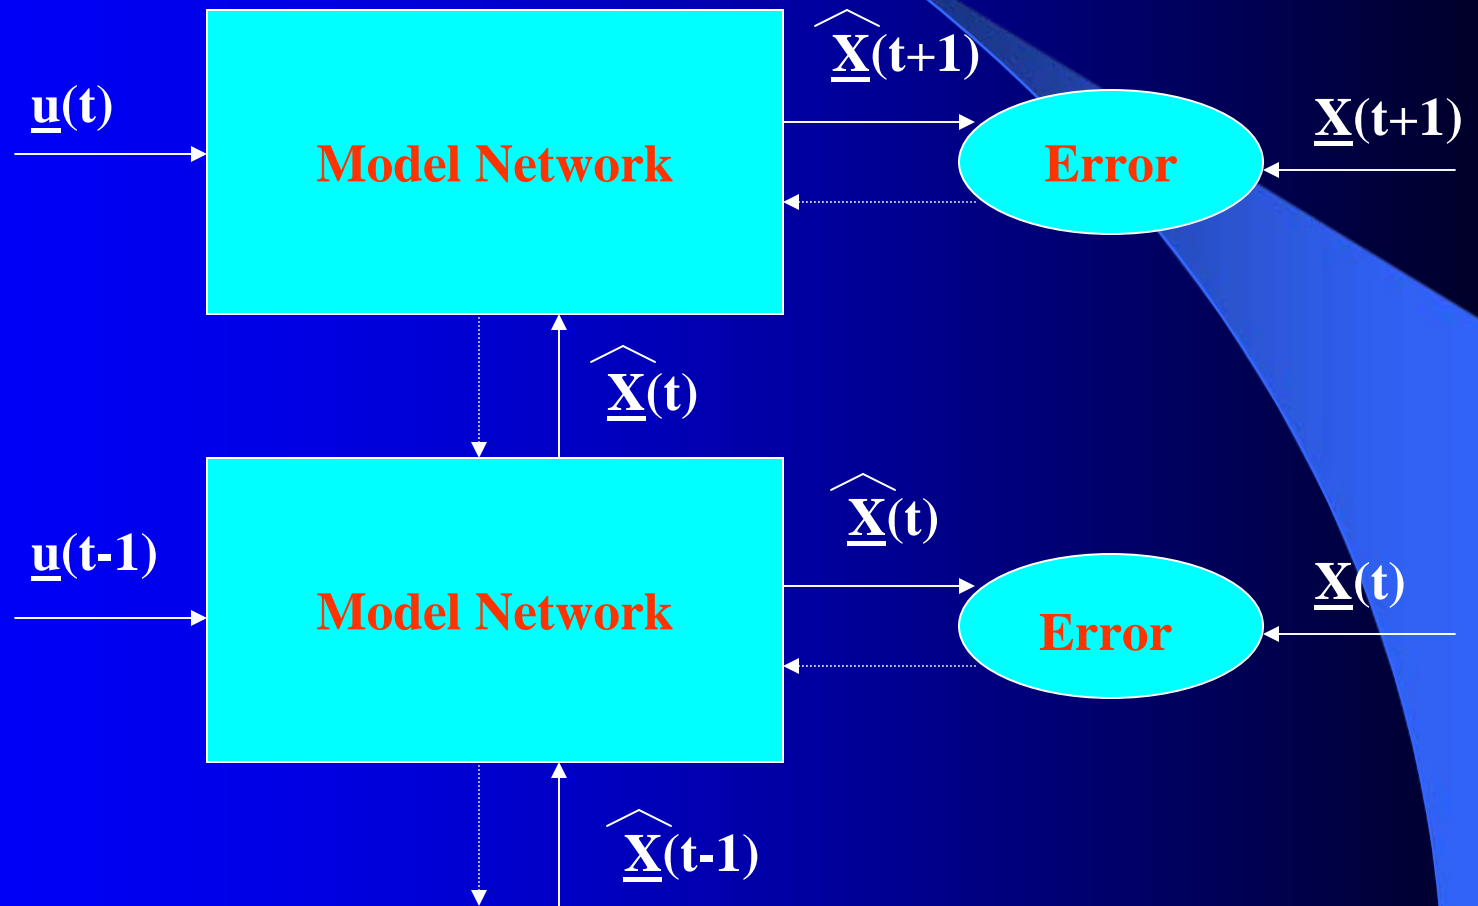 X̲̂(t+1)
u̲(t)
X̲(t+1)
Model Network
Error
X̲̂(t)
X̲̂(t)
u̲(t-1)
X̲(t)
Model Network
Error
X̲̂(t-1)